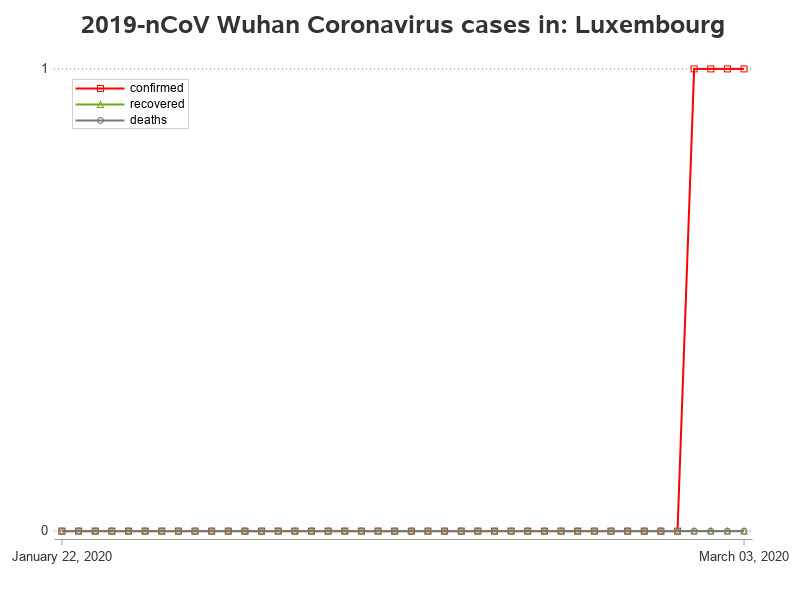 2019-nCoV Wuhan Coronavirus cases in: Luxembourg
1
confirmed
recovered
deaths
0
January 22, 2020
March 03, 2020